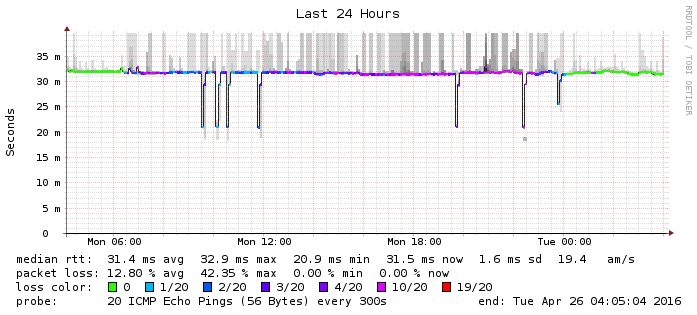 Last 24 Hours
RRDTOOL / TOBI OETIKER
Seconds
35 m
30 m
25 m
20 m
15 m
10 m
5 m
0
Mon 06:00 Mon 12:00 Mon 18:00 Tue 00:00
median rtt: 31.4 ms avg 32.9 ms max 20.9 ms min 31.5 ms now 1.6 ms sd 19.4 am/s
packet loss: 12.80 % avg 42.35 % max 0.00 % min 0.00 % now
loss color: 0 1/20 2/20 3/20 4/20 10/20 19/20
probe: 20 ICMP Echo Pings (56 Bytes) every 300s end: Tue Apr 26 04:05:04 2016